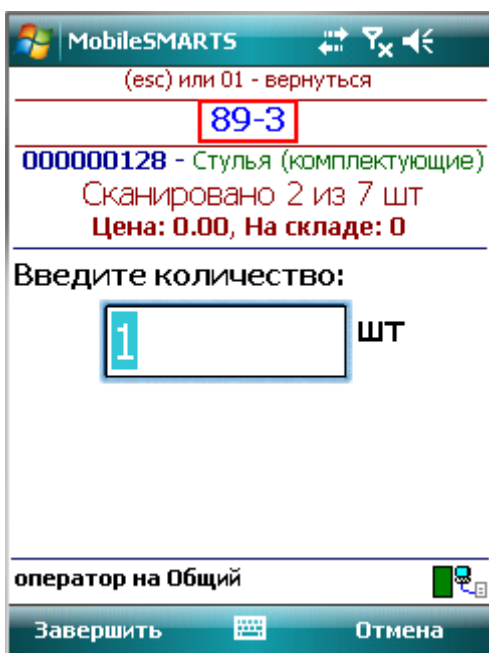 MobileSMARTS
(esc) или 01 - вернуться
89-3
000000128 - Стулья (комплектующие)
Сканировано 2 из 7 шт
Цена: 0.00, На складе: 0
Введите количество:
1 шт
оператор на Общий
Завершить Отмена